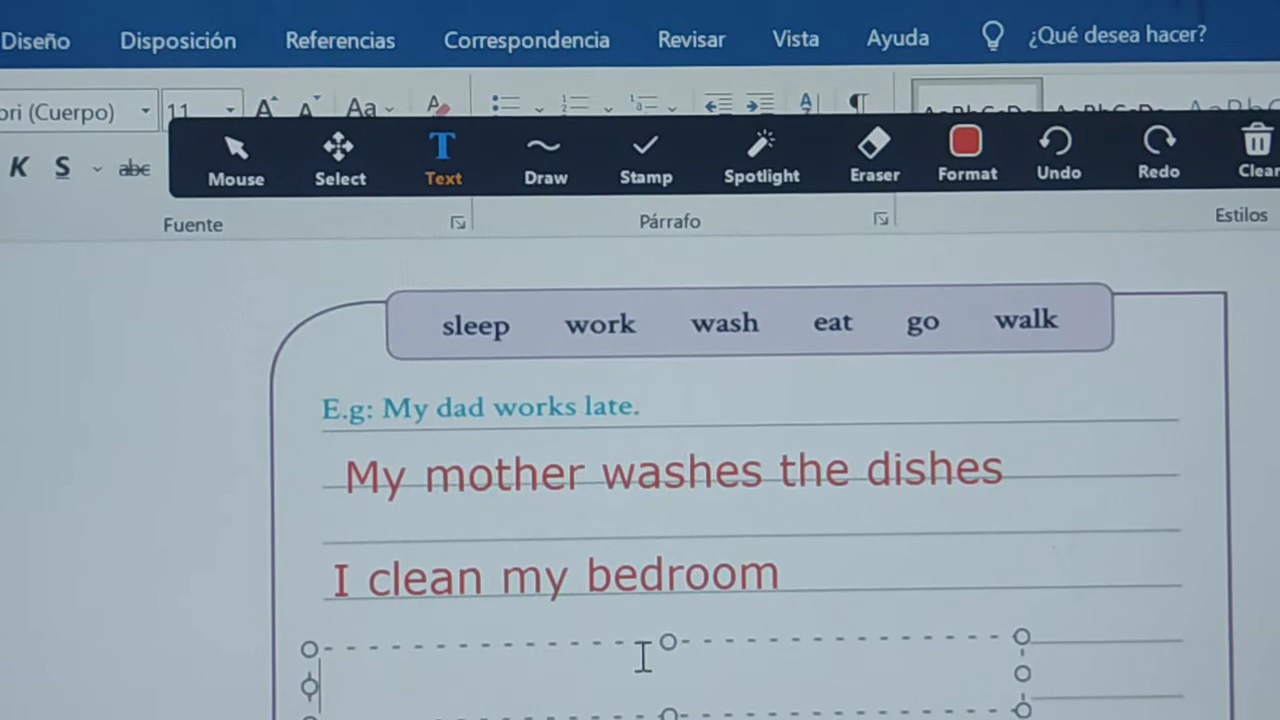 Diseño Disposición Referencias Correspondencia Revisar Vista Ayuda ¿Qué desea hacer?
(Cuerpo) 11 Aa
K S abc
Mouse Select Text Draw Stamp Spotlight Eraser Format Undo Redo Clear
Fuente Párrafo Estilos
sleep work wash eat go walk
E.g: My dad works late.
My mother washes the dishes
I clean my bedroom